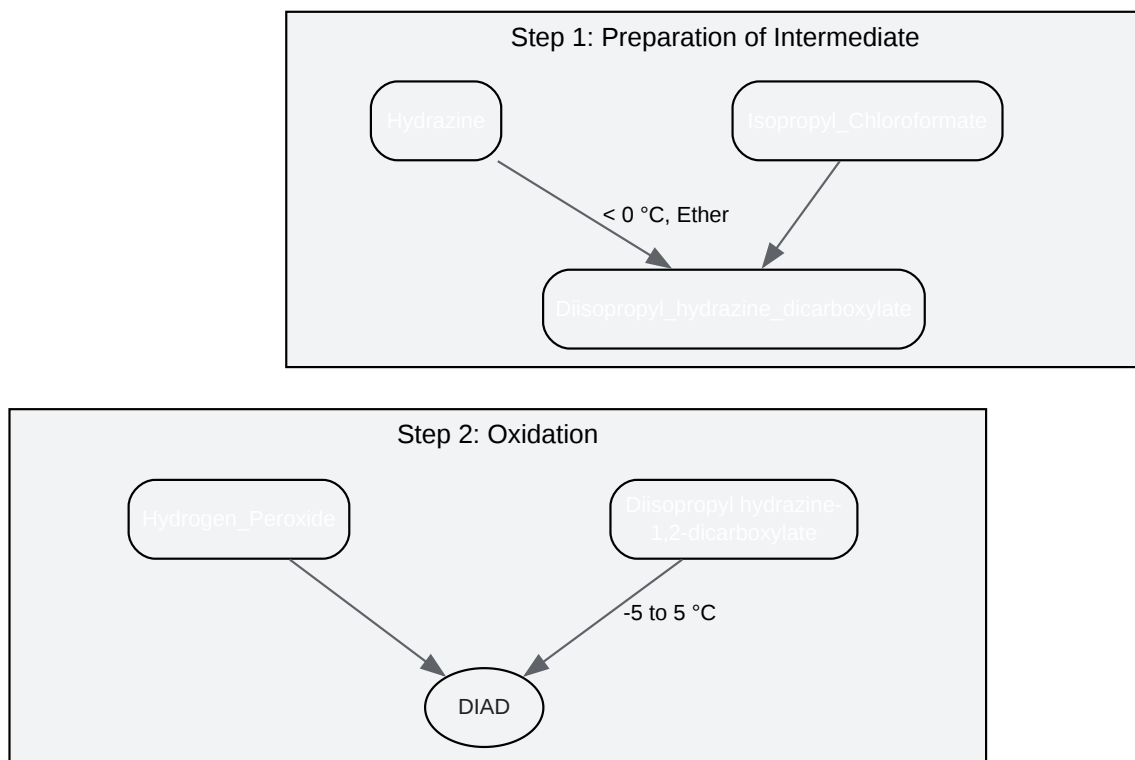 Step 1: Preparation of Intermediate
Hydrazine
Isopropyl_Chloroformate
< 0 °C, Ether
Diisopropyl_hydrazine_dicarboxylate
Step 2: Oxidation
Hydrogen_Peroxide
Diisopropyl hydrazine-
1,2-dicarboxylate
-5 to 5 °C
DIAD